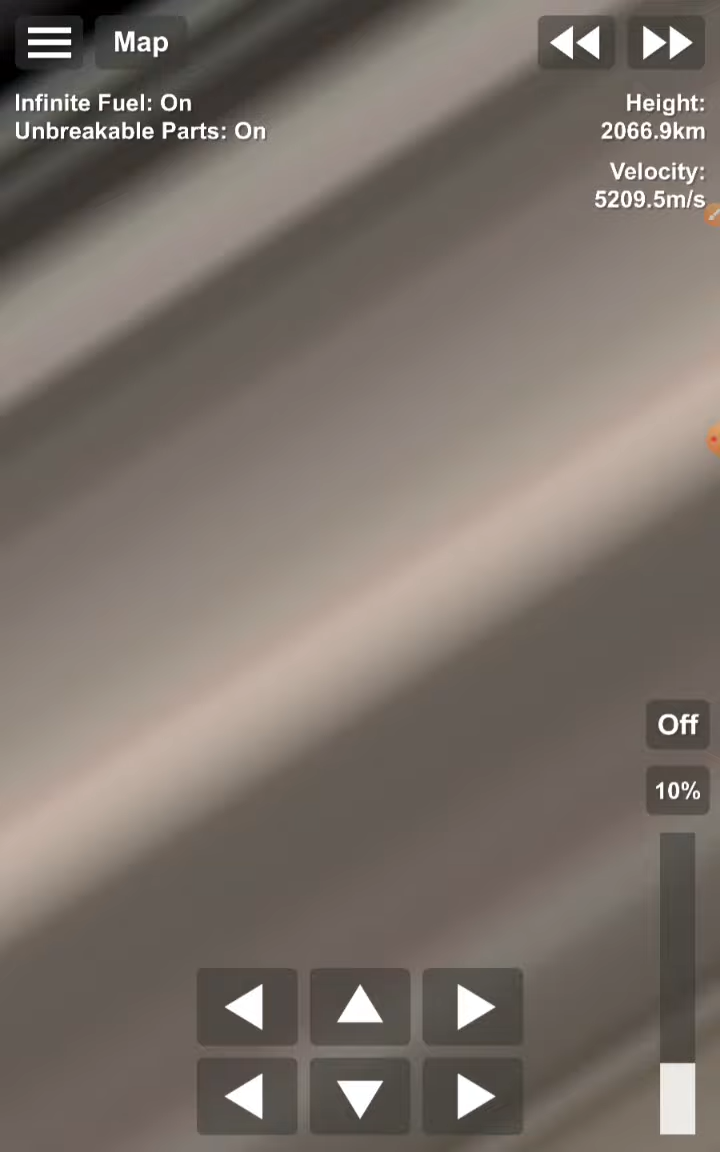 Map
Infinite Fuel: On
Unbreakable Parts: On
Height:
2066.9km
Velocity:
5209.5m/s
Off
10%